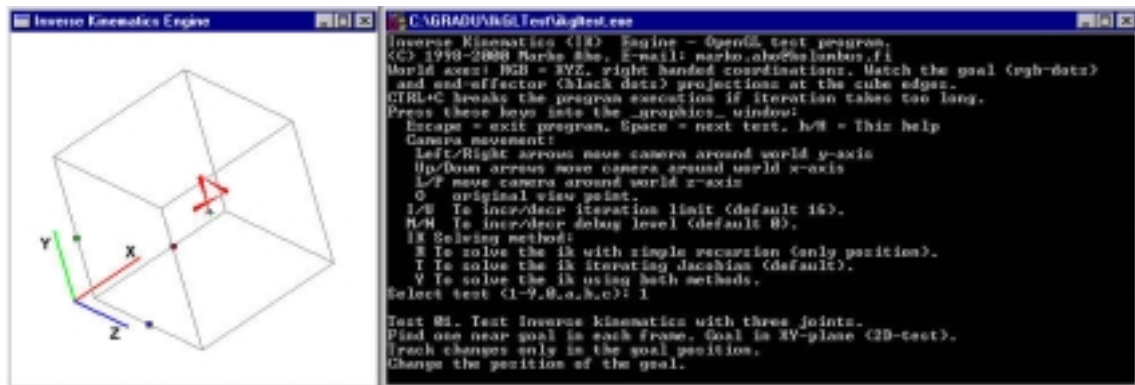 Inverse Kinematics Engine
Y
X
Z
C:\GRADU\IkGLTest\ikgltest.exe
Inverse Kinematics (IK) Engine - OpenGL test program.
(C) 1998-2000 Marko Aho. E-mail: marko.aho@kolumbus.fi
World axes: RGB = XYZ, right handed coordinations. Watch the goal (rgb-dots)
and end-effector (black dots) projections at the cube edges.
CTRL+C breaks the program execution if iteration takes too long.
Press these keys into the _graphics_ window:
Escape = exit program, Space = next test, h/H = This help
Camera movement:
Left/Right arrows move camera around world y-axis
Up/Down arrows move camera around world x-axis
L/P move camera around world z-axis
O original view point.
I/U To incr/decr iteration limit (default 16).
M/N To incr/decr debug level (default 0).
IK Solving method:
R To solve the ik with simple recursion (only position).
T To solve the ik iterating Jacobian (default).
Y To solve the ik using both methods.
Select test (1-9,0,a,b,c): 1
Test 01. Test Inverse kinematics with three joints.
Find one near goal in each frame. Goal in XY-plane (2D-test).
Track changes only in the goal position.
Change the position of the goal.